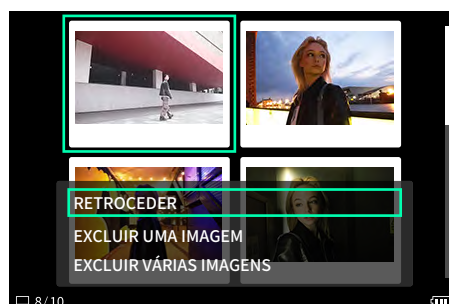 RETROCEDER
EXCLUIR UMA IMAGEM
EXCLUIR VÁRIAS IMAGENS
8/10